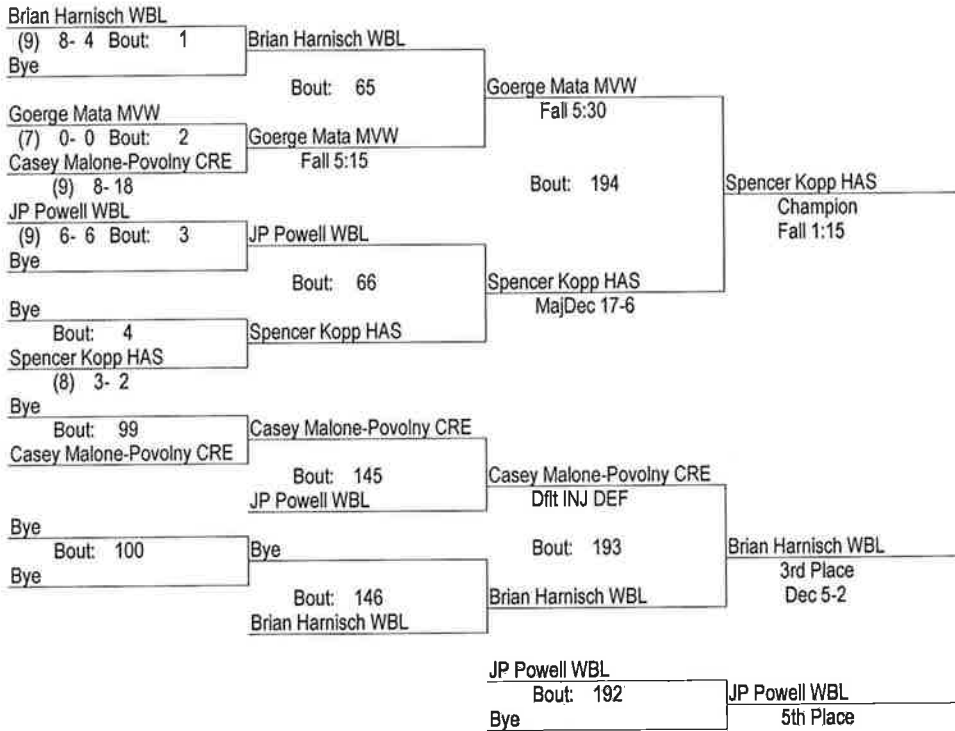 Brian Harnisch WBL
(9) 8- 4 Bout: 1
Bye
Brian Harnisch WBL
Bout: 65
Goerge Mata MVW
(7) 0- 0 Bout: 2
Casey Malone-Povolny CRE
(9) 8-18
Goerge Mata MVW
Fall 5:15
Goerge Mata MVW
Fall 5:30
JP Powell WBL
(9) 6- 6 Bout: 3
Bye
JP Powell WBL
Bout: 66
Bye
Bout: 4
Spencer Kopp HAS
(8) 3- 2
Spencer Kopp HAS
Spencer Kopp HAS
MajDec 17-6
Bout: 194
Spencer Kopp HAS
Champion
Fall 1:15
Bye
Bout: 99
Casey Malone-Povolny CRE
Casey Malone-Povolny CRE
Bout: 145
JP Powell WBL
Casey Malone-Povolny CRE
Dflt INJ DEF
Bye
Bout: 100
Bye
Bye
Bout: 146
Brian Harnisch WBL
Bout: 193
Brian Harnisch WBL
Brian Harnisch WBL
3rd Place
Dec 5-2
JP Powell WBL
Bout: 192
Bye
JP Powell WBL
5th Place